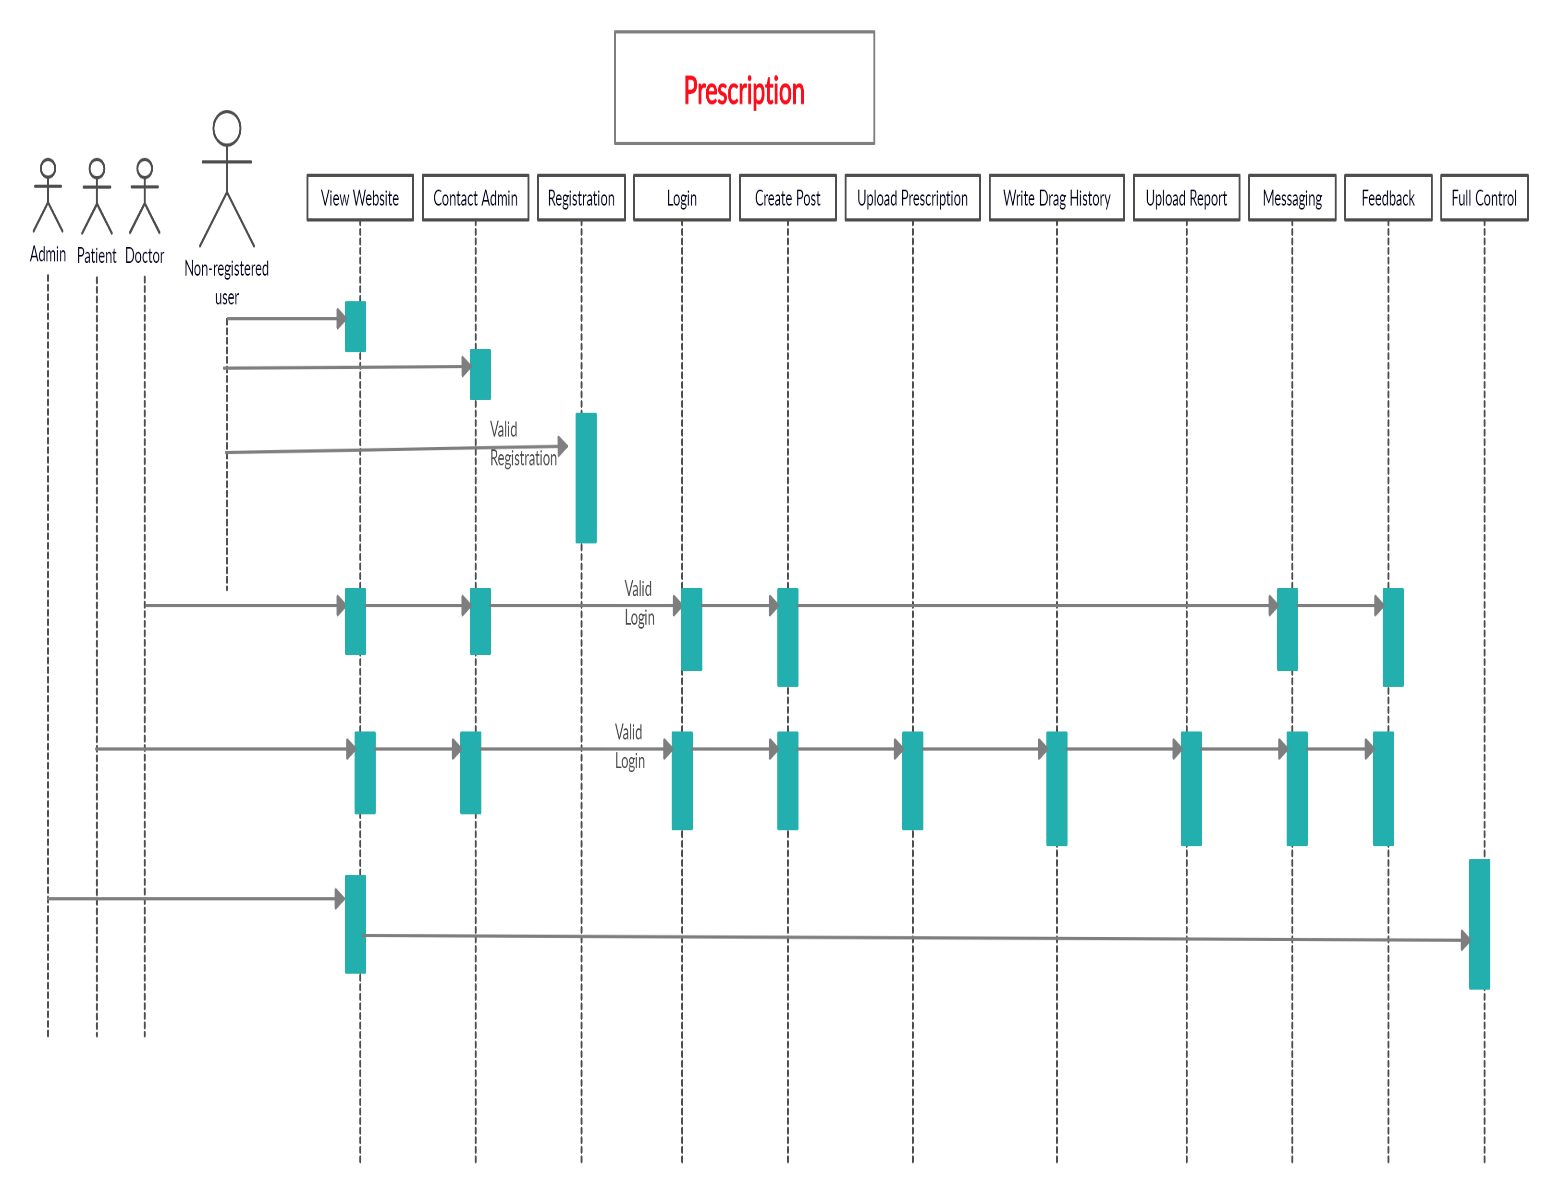 Prescription
View Website
Contact Admin
Registration
Login
Create Post
Upload Prescription
Write Drag History
Upload Report
Messaging
Feedback
Full Control
Admin
Patient
Doctor
Non-registered
user
Valid
Registration
Valid
Login
Valid
Login